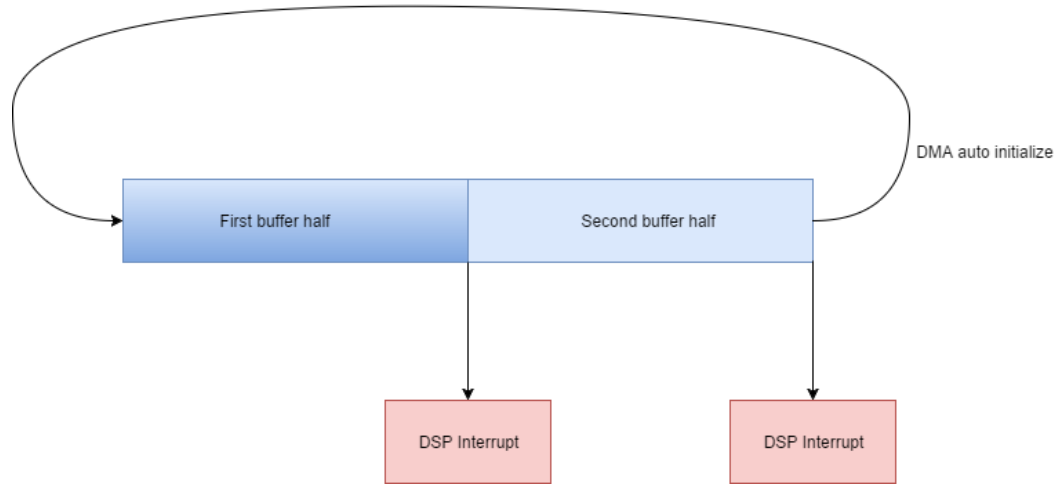 DMA auto initialize
First buffer half
Second buffer half
DSP Interrupt
DSP Interrupt